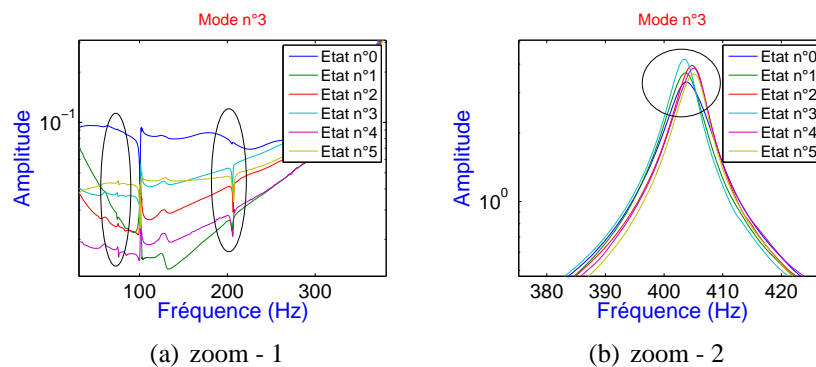 Mode n°3
Etat n°0
Etat n°1
Etat n°2
Etat n°3
Etat n°4
Etat n°5
10⁻¹
Amplitude
100
200
300
Fréquence (Hz)
(a) zoom - 1
Mode n°3
Etat n°0
Etat n°1
Etat n°2
Etat n°3
Etat n°4
Etat n°5
10⁰
Amplitude
380
390
400
410
420
Fréquence (Hz)
(b) zoom - 2